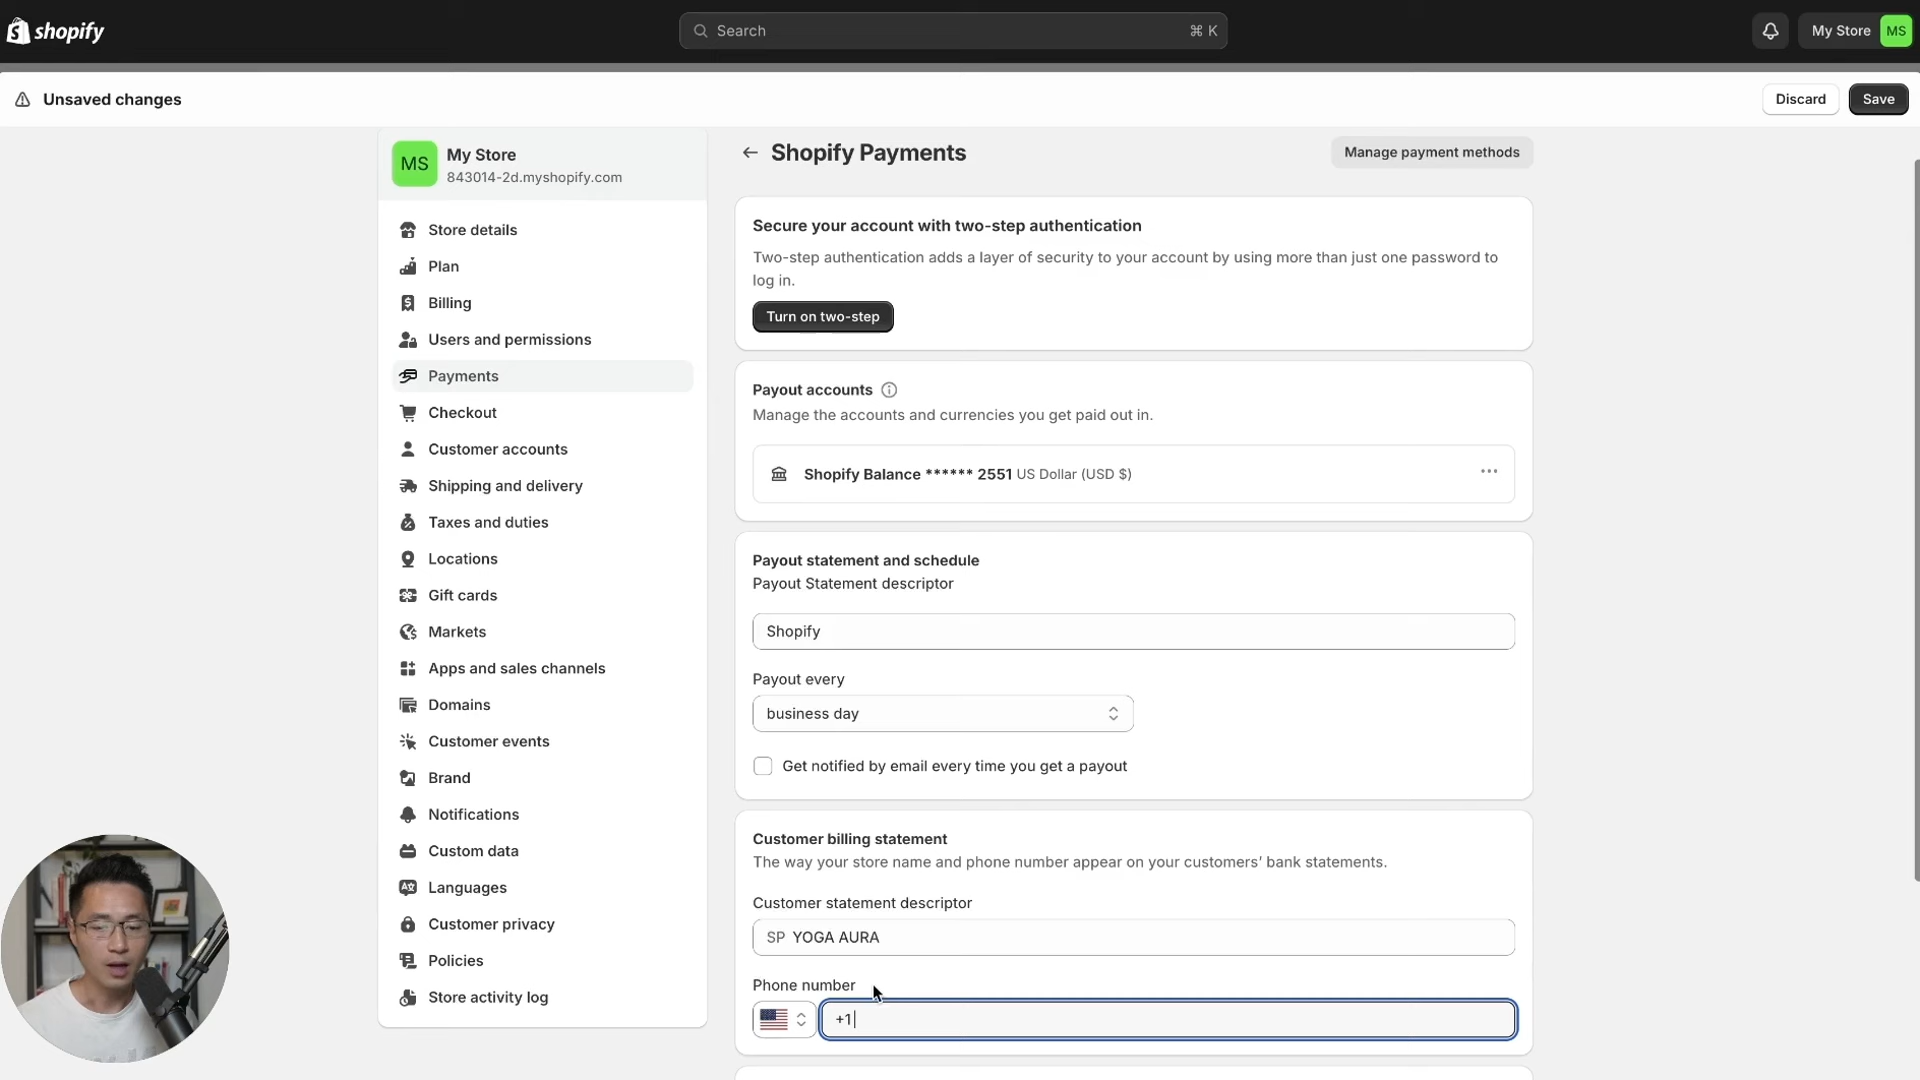 shopify
Search
⌘ K
My Store
MS
Unsaved changes
Discard
Save
MS
My Store
843014-2d.myshopify.com
Store details
Plan
Billing
Users and permissions
Payments
Checkout
Customer accounts
Shipping and delivery
Taxes and duties
Locations
Gift cards
Markets
Apps and sales channels
Domains
Customer events
Brand
Notifications
Custom data
Languages
Customer privacy
Policies
Store activity log
Shopify Payments
Manage payment methods
Secure your account with two-step authentication
Two-step authentication adds a layer of security to your account by using more than just one password to
log in.
Turn on two-step
Payout accounts
Manage the accounts and currencies you get paid out in.
Shopify Balance ****** 2551 US Dollar (USD $)
Payout statement and schedule
Payout Statement descriptor
Shopify
Payout every
business day
Get notified by email every time you get a payout
Customer billing statement
The way your store name and phone number appear on your customers' bank statements.
Customer statement descriptor
SP YOGA AURA
Phone number
+1